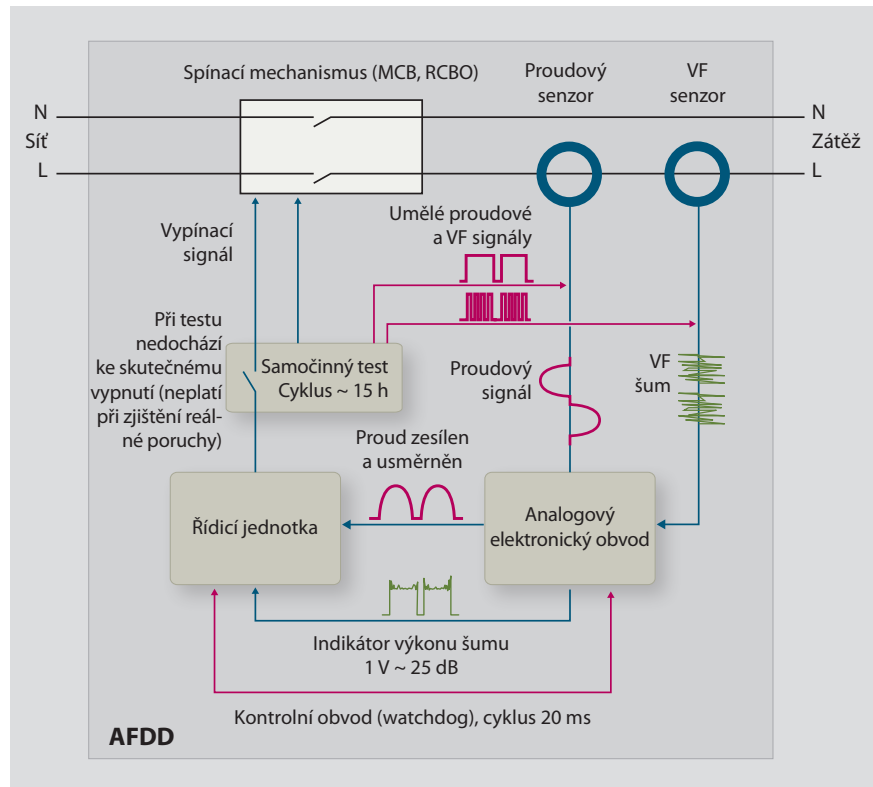 Spínací mechanismus (MCB, RCBO)
Proudový
senzor
VF
senzor
N
Síť
L
N
Zátěž
L
Vypínací
signál
Umělé proudové
a VF signály
Při testu
nedochází
ke skutečnému
vypnutí (neplatí
při zjištění reál-
né poruchy)
Samočinný test
Cyklus ~ 15 h
Proudový
signál
VF
šum
Proud zesílen
a usměrněn
Řídicí jednotka
Analogový
elektronický obvod
Indikátor výkonu šumu
1 V ~ 25 dB
Kontrolní obvod (watchdog), cyklus 20 ms
AFDD